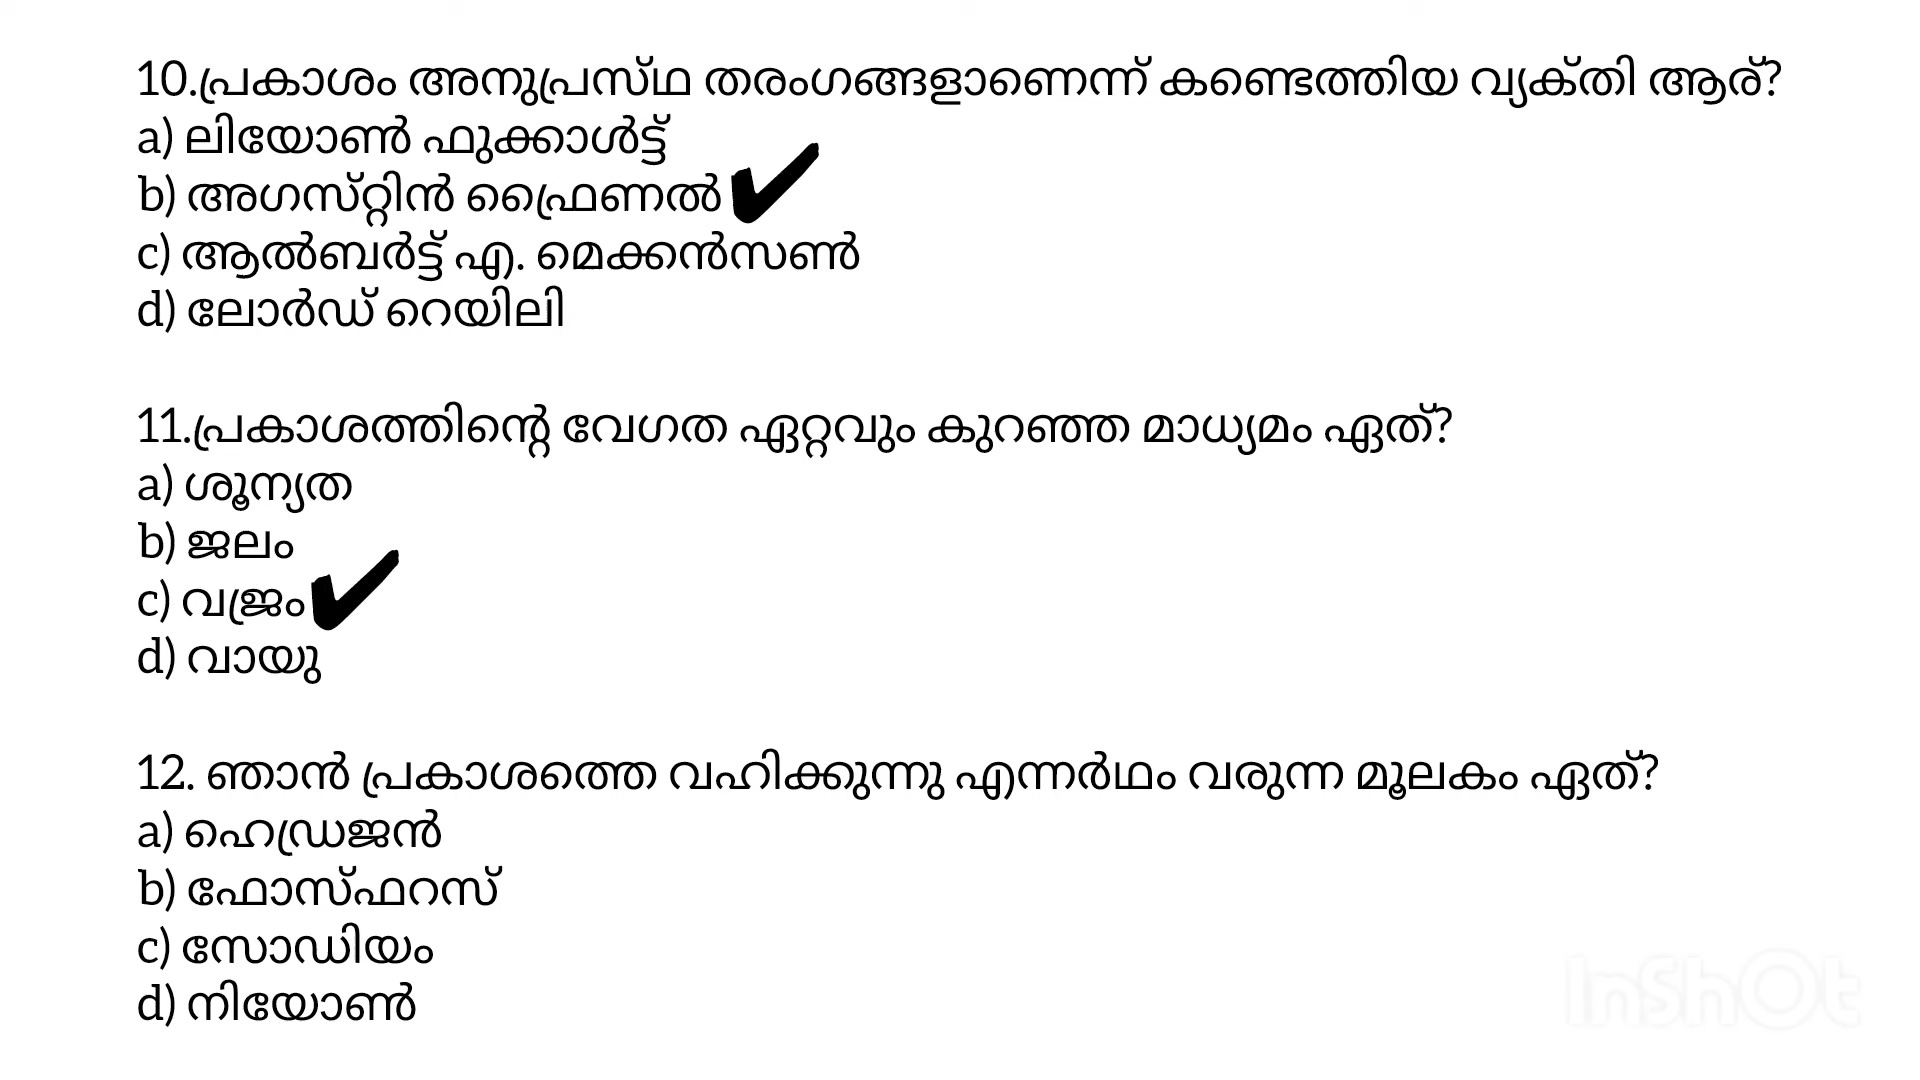 10.പ്രകാശം അനുപ്രസ്ഥ തരംഗങ്ങളാണെന്ന് കണ്ടെത്തിയ വ്യക്തി ആര്?
a) ലിയോൺ ഫുക്കാൾട്ട്
b) അഗസ്റ്റിൻ ഫ്രൈണൽ ✔
c) ആൽബർട്ട് എ. മെക്കൻസൺ
d) ലോർഡ് റെയിലി
11.പ്രകാശത്തിന്റെ വേഗത ഏറ്റവും കുറഞ്ഞ മാധ്യമം ഏത്?
a) ശൂന്യത
b) ജലം
c) വജ്രം ✔
d) വായു
12. ഞാൻ പ്രകാശത്തെ വഹിക്കുന്നു എന്നർഥം വരുന്ന മൂലകം ഏത്?
a) ഹെഡ്രജൻ
b) ഫോസ്ഫറസ്
c) സോഡിയം
d) നിയോൺ
InShOt